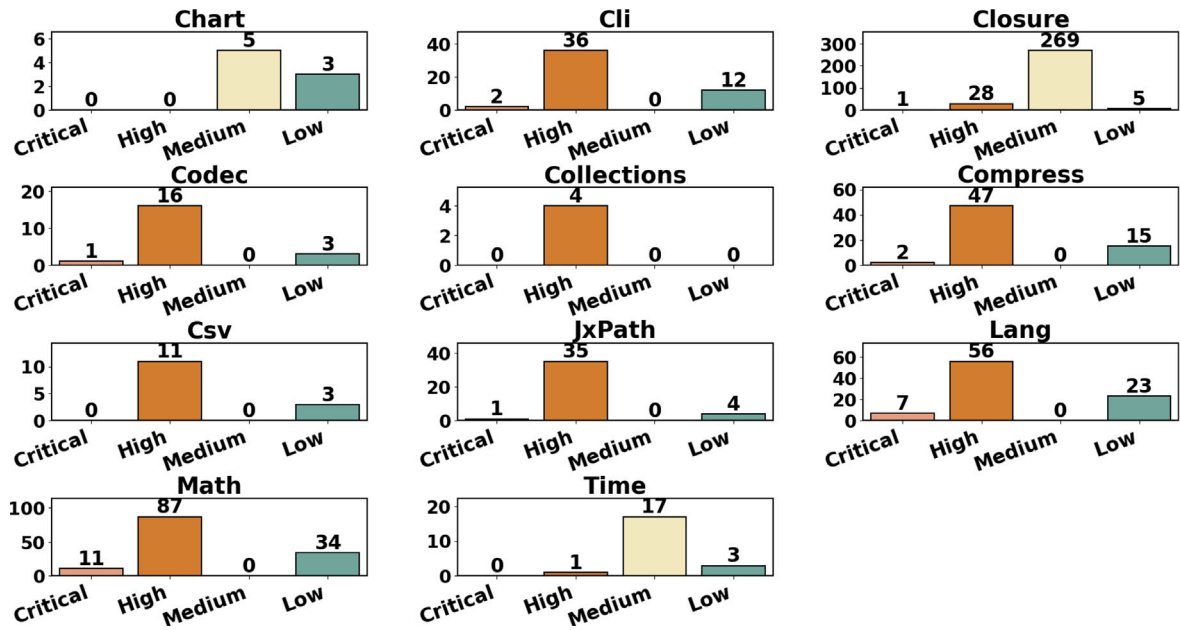 Chart
6
4
2
0
0
0
5
3
Critical
High
Medium
Low
Cli
40
20
0
2
36
0
12
Critical
High
Medium
Low
Closure
300
200
100
0
1
28
269
5
Critical
High
Medium
Low
Codec
20
10
0
1
16
0
3
Critical
High
Medium
Low
Collections
4
2
0
0
4
0
0
Critical
High
Medium
Low
Compress
60
40
20
0
2
47
0
15
Critical
High
Medium
Low
Csv
10
5
0
0
11
0
3
Critical
High
Medium
Low
JxPath
40
20
0
1
35
0
4
Critical
High
Medium
Low
Lang
60
40
20
0
7
56
0
23
Critical
High
Medium
Low
Math
100
50
0
11
87
0
34
Critical
High
Medium
Low
Time
20
10
0
0
1
17
3
Critical
High
Medium
Low